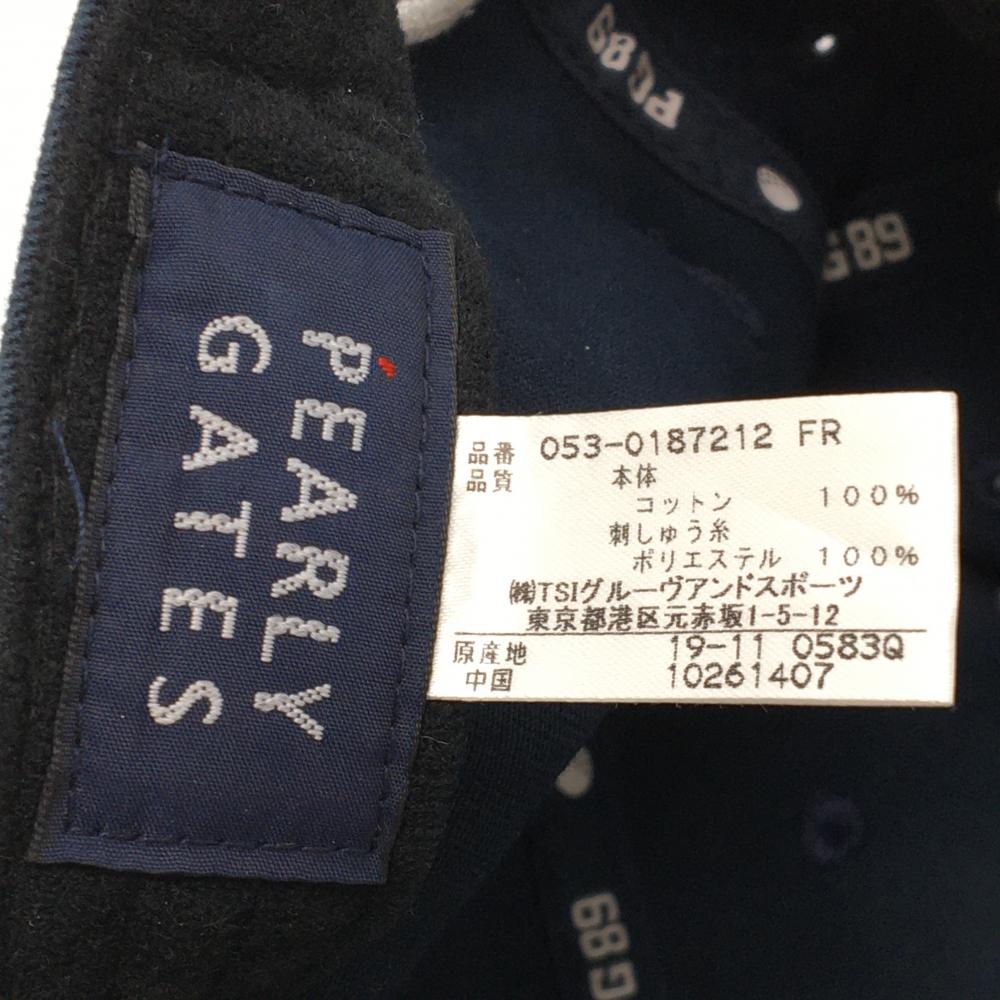 PEARLY
GATES
品番 053-0187212 FR
品質 本体
コットン 100%
刺しゅう糸
ポリエステル 100%
㈱TSIグルーヴアンドスポーツ
東京都港区元赤坂1-5-12
原産地 19-11 0583Q
中国 10261407
PG89
G89
G89